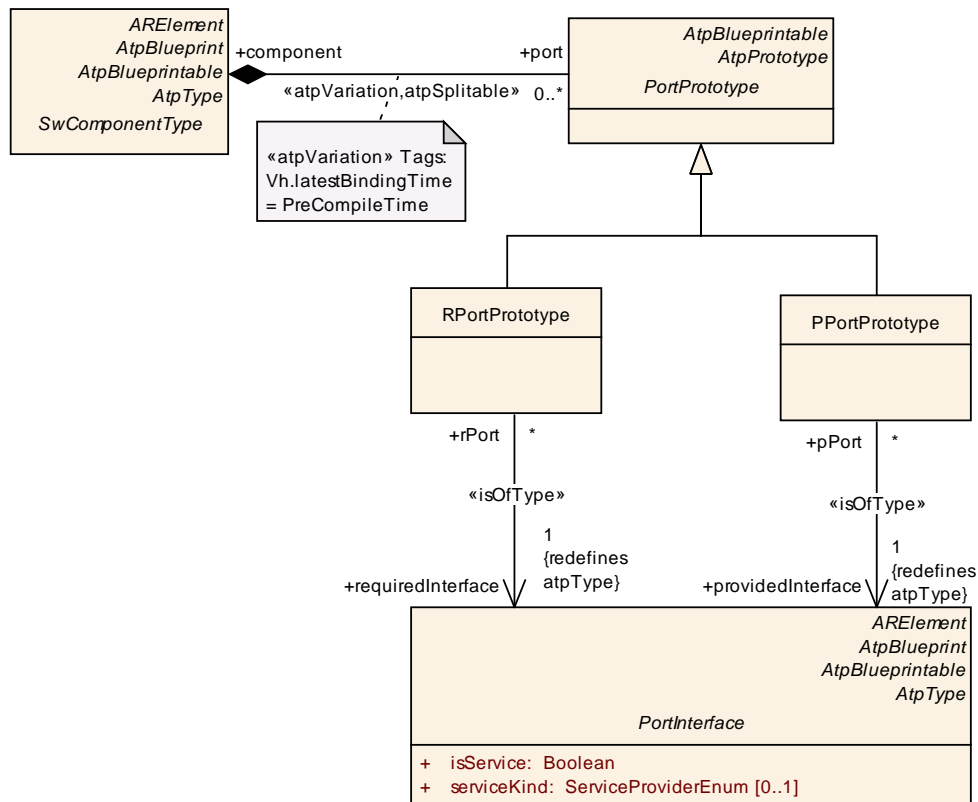 ARElement
AtpBlueprint
AtpBlueprintable
AtpType
SwComponentType
+component
+port
«atpVariation,atpSplitable»
0..*
AtpBlueprintable
AtpPrototype
PortPrototype
«atpVariation» Tags:
Vh.latestBindingTime
= PreCompileTime
RPortPrototype
PPortPrototype
+rPort
*
+pPort
*
«isOfType»
«isOfType»
1
{redefines
atpType}
+requiredInterface
1
{redefines
atpType}
+providedInterface
ARElement
AtpBlueprint
AtpBlueprintable
AtpType
PortInterface
+ isService: Boolean
+ serviceKind: ServiceProviderEnum [0..1]